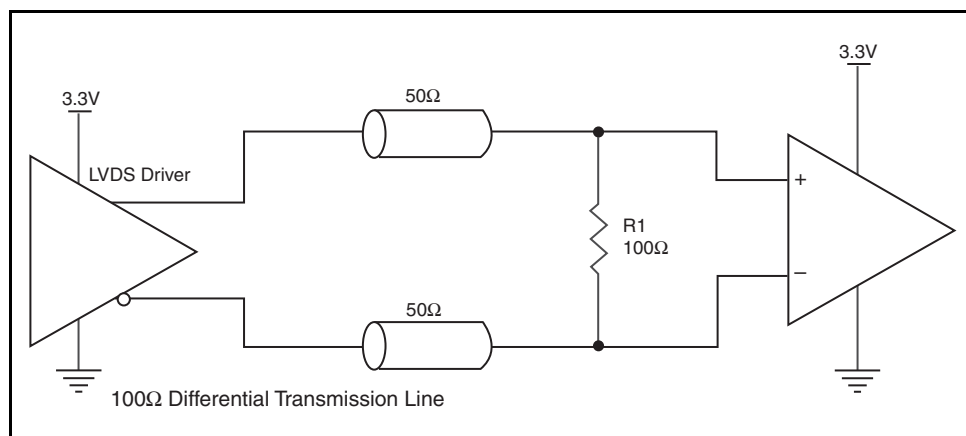 3.3V
50Ω
3.3V
LVDS Driver
+
R1
100Ω
−
50Ω
100Ω Differential Transmission Line